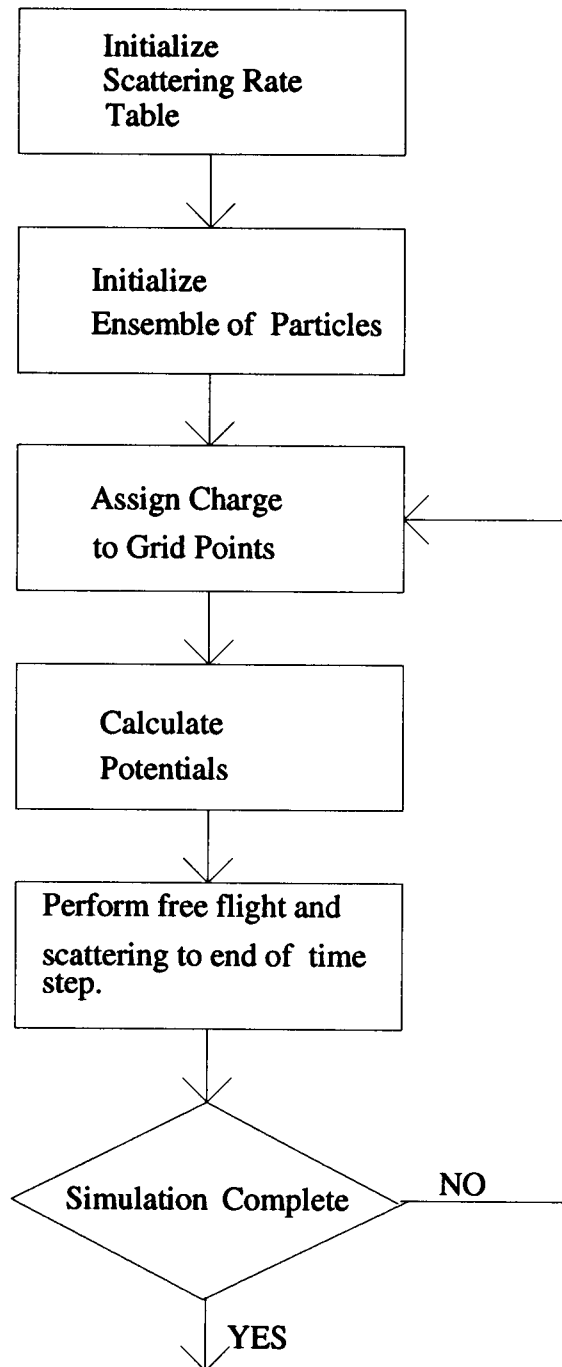 Initialize
Scattering Rate
Table
Initialize
Ensemble of Particles
Assign Charge
to Grid Points
Calculate
Potentials
Perform free flight and
scattering to end of time
step.
Simulation Complete
NO
YES